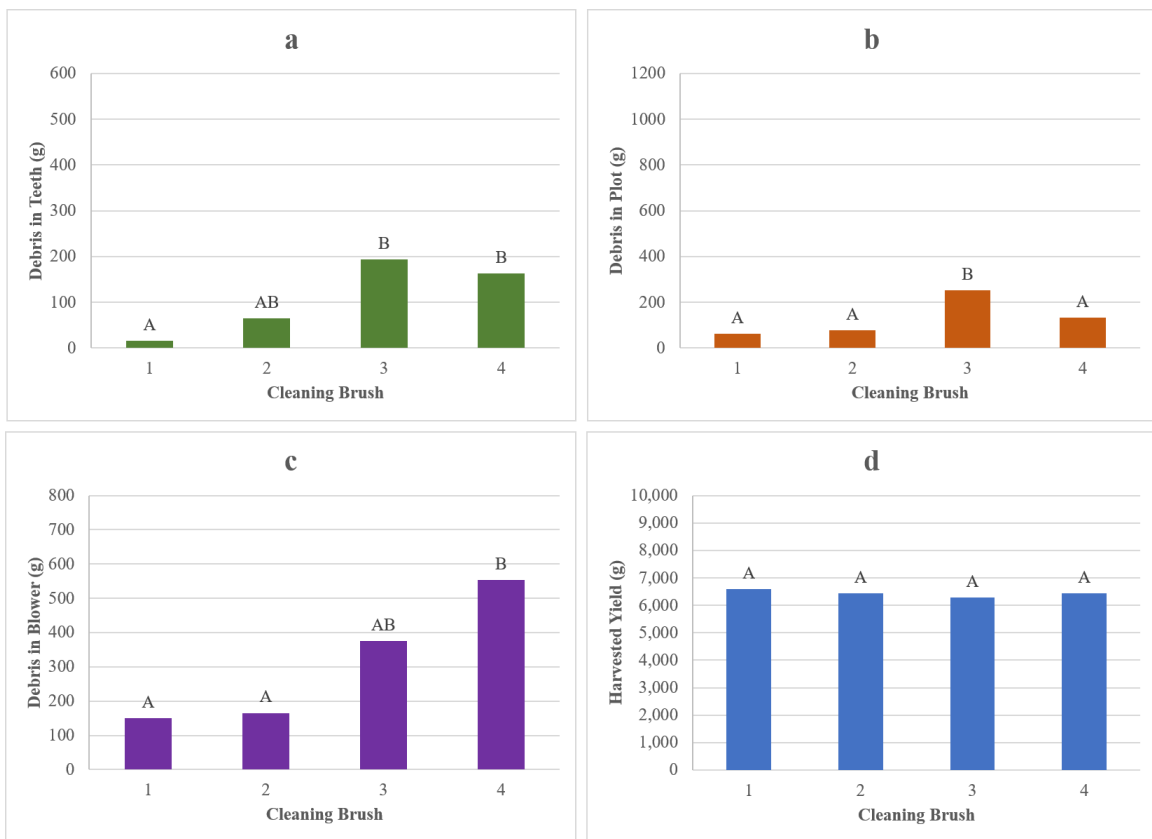 a
600
500
400
300
200
100
0
Debris in Teeth (g)
A
AB
B
B
1 2 3 4
Cleaning Brush
b
1200
1000
800
600
400
200
0
Debris in Plot (g)
A
A
B
A
1 2 3 4
Cleaning Brush
c
800
700
600
500
400
300
200
100
0
Debris in Blower (g)
A
A
AB
B
1 2 3 4
Cleaning Brush
d
10,000
9,000
8,000
7,000
6,000
5,000
4,000
3,000
2,000
1,000
0
Harvested Yield (g)
A
A
A
A
1 2 3 4
Cleaning Brush